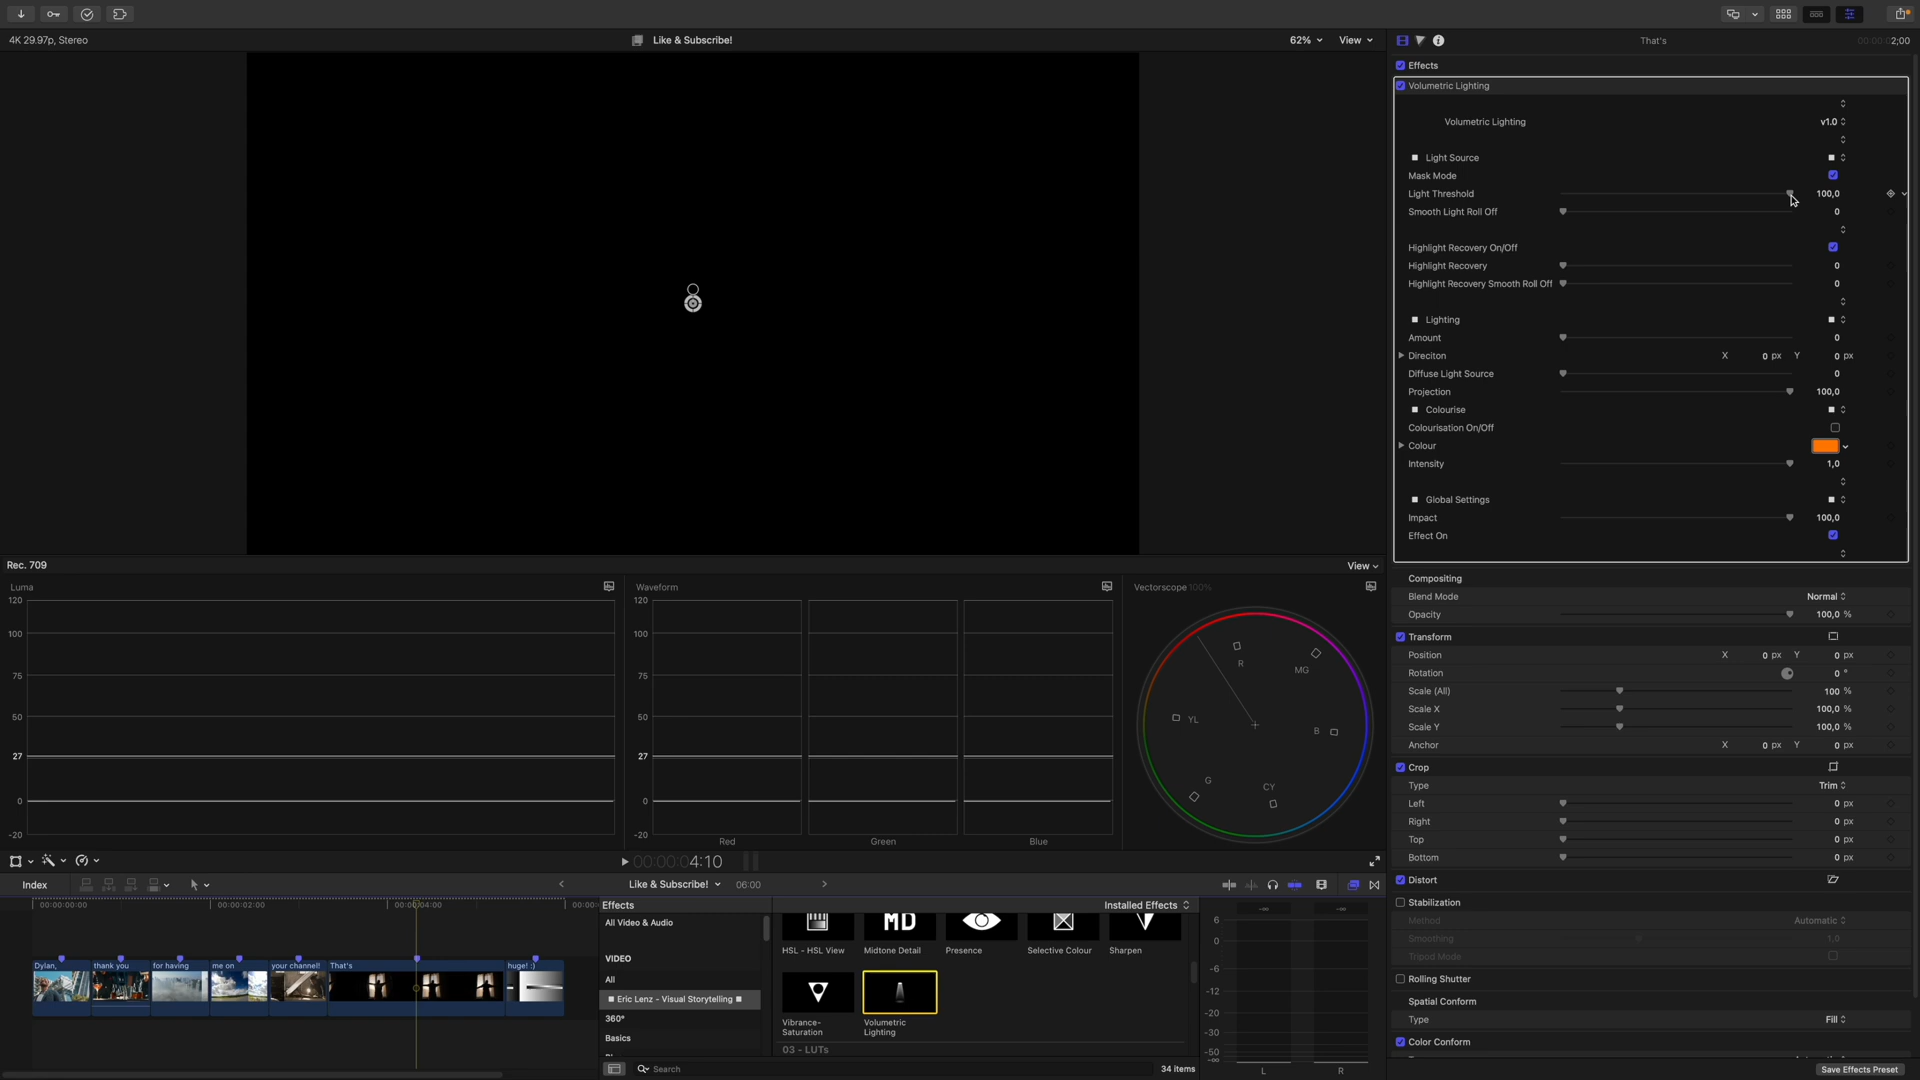 4K 29.97p, Stereo
Like & Subscribe!
62%
View
That's
00:00:02;00
Effects
Volumetric Lighting
Volumetric Lighting
v1.0
Light Source
Mask Mode
Light Threshold
100,0
Smooth Light Roll Off
0
Highlight Recovery On/Off
Highlight Recovery
0
Highlight Recovery Smooth Roll Off
0
Lighting
Amount
0
Direciton
X 0 px Y 0 px
Diffuse Light Source
0
Projection
100,0
Colourise
Colourisation On/Off
Colour
Intensity
1,0
Global Settings
Impact
100,0
Effect On
Compositing
Blend Mode
Normal
Opacity
100,0 %
Transform
Position
X 0 px Y 0 px
Rotation
0 °
Scale (All)
100 %
Scale X
100,0 %
Scale Y
100,0 %
Anchor
X 0 px Y 0 px
Crop
Type
Trim
Left
0 px
Right
0 px
Top
0 px
Bottom
0 px
Distort
Stabilization
Method
Automatic
Smoothing
1,0
Tripod Mode
Rolling Shutter
Spatial Conform
Type
Fill
Color Conform
Save Effects Preset
Rec. 709
View
Luma
120
100
75
50
27
0
-20
Waveform
120
100
75
50
27
0
-20
Red
Green
Blue
Vectorscope 100%
R
MG
B
CY
G
YL
00:00:04:10
Index
Like & Subscribe!
06:00
00:00:00:00
00:00:02:00
00:00:04:00
00:00:
Dylan,
thank you
for having
me on
your channel!
That's
huge! :)
Effects
Installed Effects
All Video & Audio
VIDEO
All
Eric Lenz - Visual Storytelling
360°
Basics
HSL - HSL View
MD
Midtone Detail
Presence
Selective Colour
Sharpen
Vibrance-
Saturation
Volumetric
Lighting
03 - LUTs
Search
34 items
-∞
-∞
6
0
-6
-12
-20
-30
-50
-∞
L
R